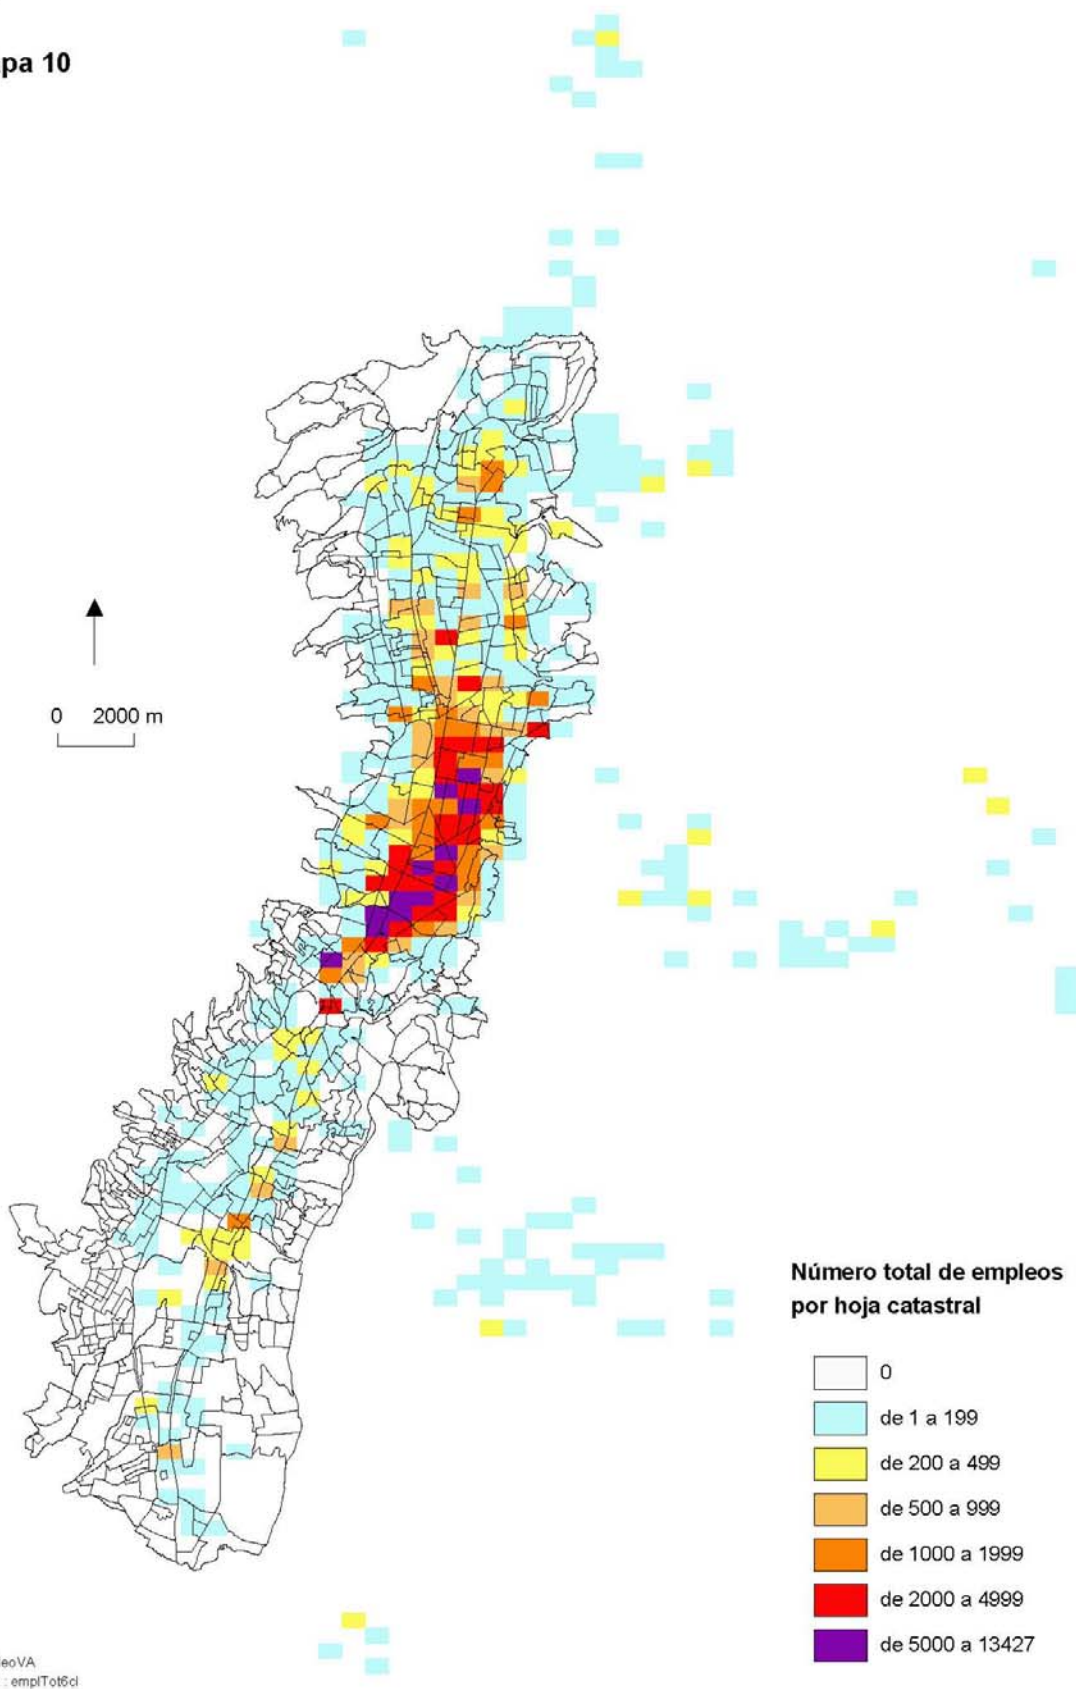 pa 10
0 2000 m
Número total de empleos
por hoja catastral
0
de 1 a 199
de 200 a 499
de 500 a 999
de 1000 a 1999
de 2000 a 4999
de 5000 a 13427
eoVA
: emplTot6cl